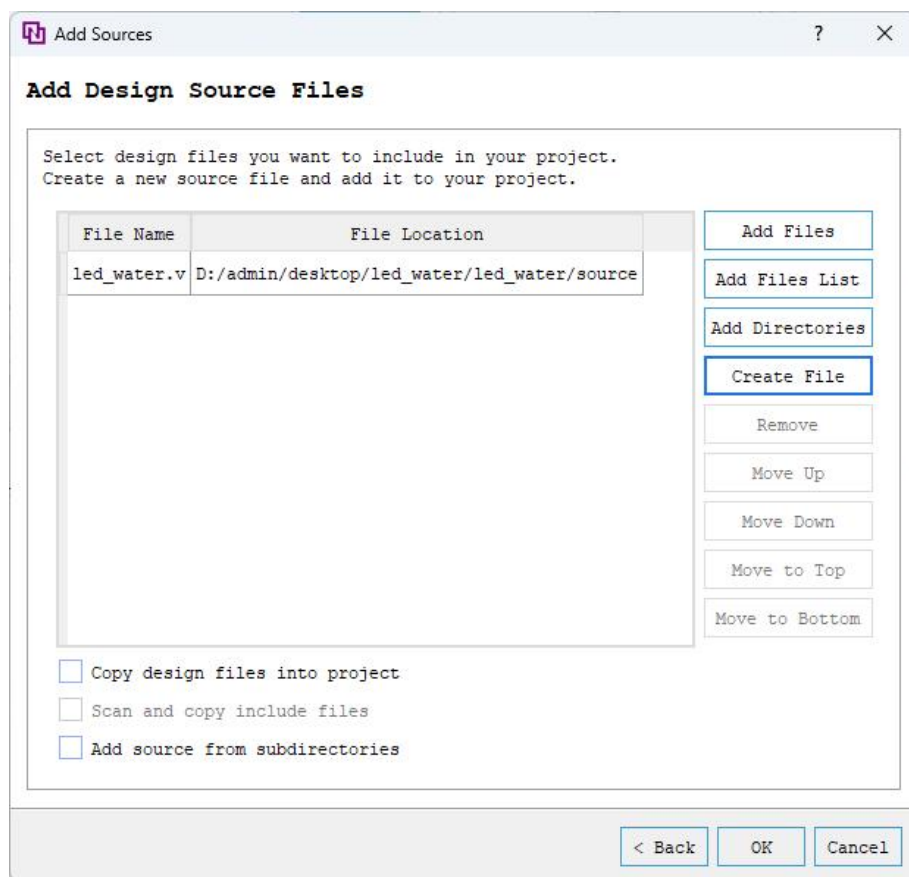 Add Sources
?
Add Design Source Files
Select design files you want to include in your project.
Create a new source file and add it to your project.
File Name File Location
led_water.v D:/admin/desktop/led_water/led_water/source
Add Files
Add Files List
Add Directories
Create File
Remove
Move Up
Move Down
Move to Top
Move to Bottom
Copy design files into project
Scan and copy include files
Add source from subdirectories
< Back OK Cancel